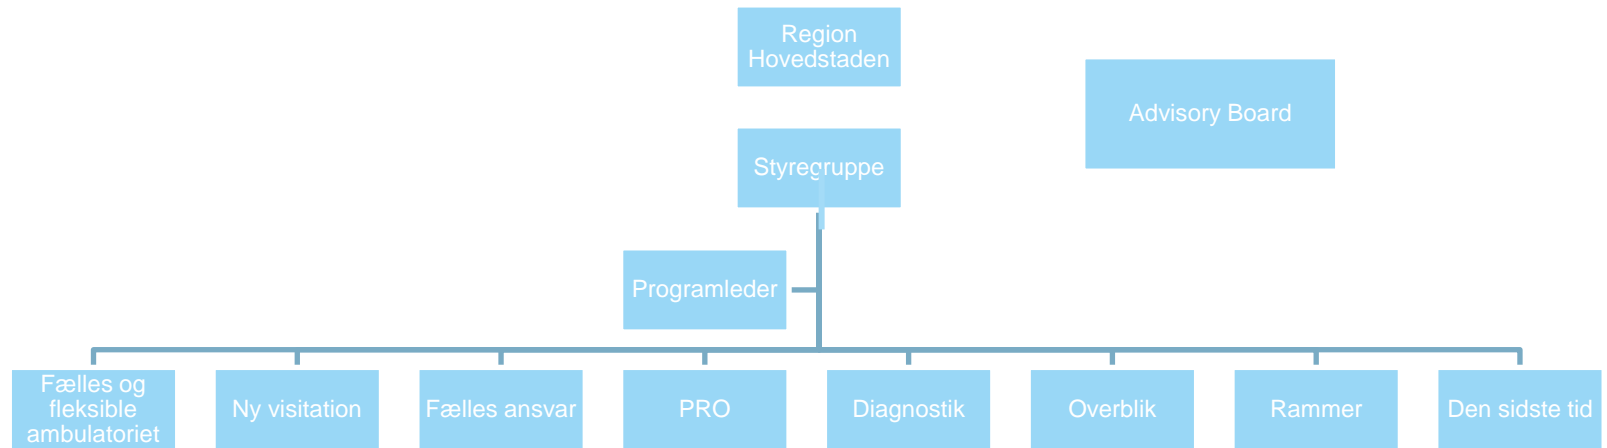 Region
Hovedstaden
Advisory Board
Styregruppe
Programleder
Fælles og
fleksible
ambulatoriet
Ny visitation
Fælles ansvar
PRO
Diagnostik
Overblik
Rammer
Den sidste tid